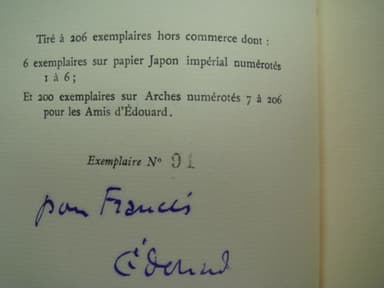 Tiré à 206 exemplaires hors commerce dont :
6 exemplaires sur papier Japon impérial numérotés
1 à 6 ;
Et 200 exemplaires sur Arches numérotés 7 à 206
pour les Amis d'Édouard.
Exemplaire Nº 91
pour Francis
Édouard